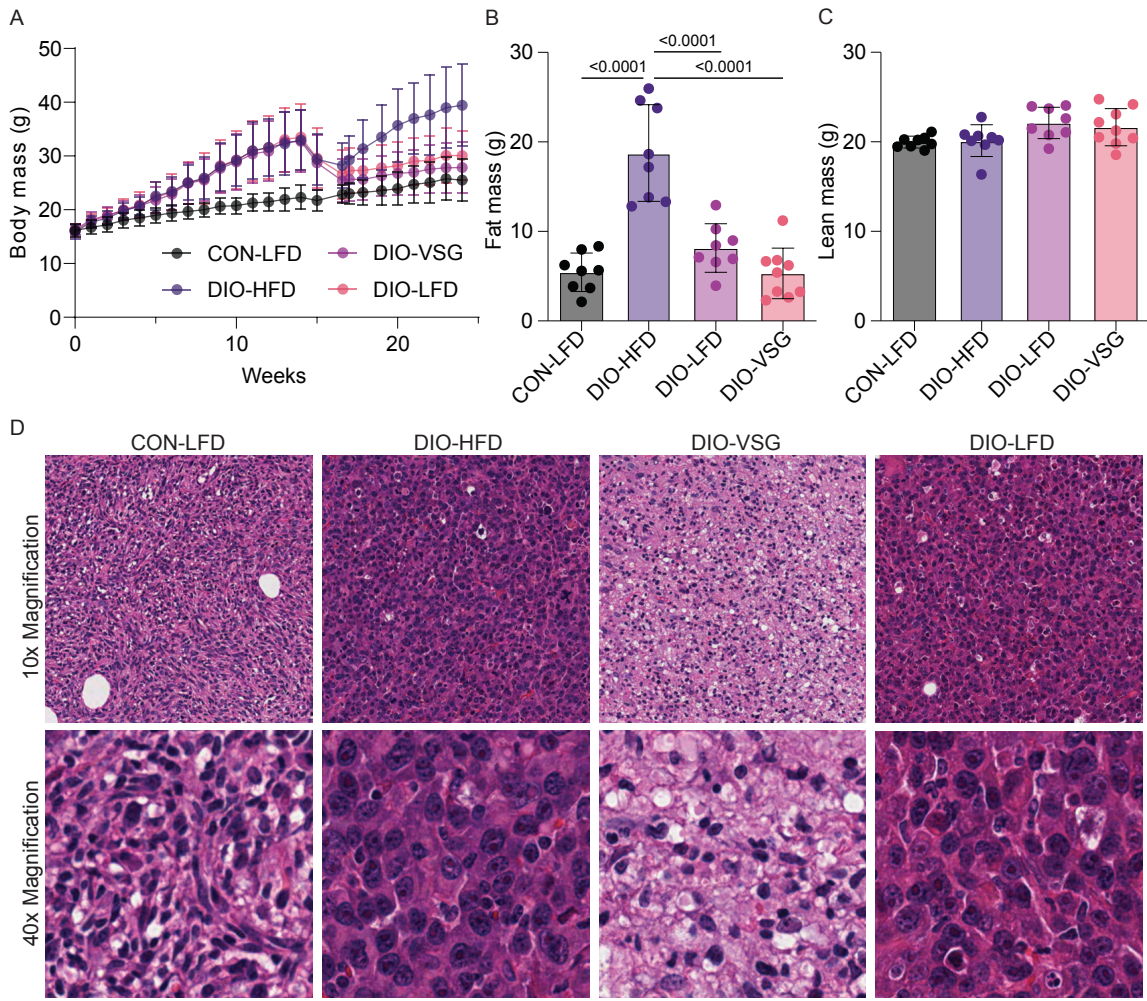 A
Body mass (g)
50
40
30
20
10
0
0
10
20
Weeks
CON-LFD
DIO-VSG
DIO-HFD
DIO-LFD
B
Fat mass (g)
30
20
10
0
<0.0001
<0.0001
<0.0001
CON-LFD
DIO-HFD
DIO-LFD
DIO-VSG
C
Lean mass (g)
30
20
10
0
CON-LFD
DIO-HFD
DIO-LFD
DIO-VSG
D
CON-LFD
DIO-HFD
DIO-VSG
DIO-LFD
10x Magnification
40x Magnification